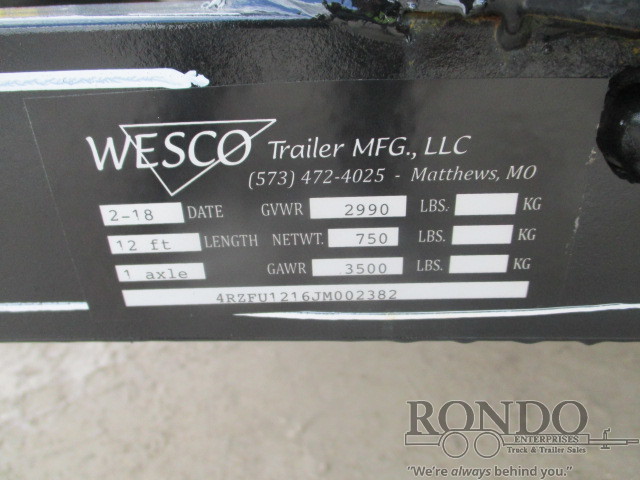 WESCO Trailer MFG., LLC
(573) 472-4025 - Matthews, MO
2-18 DATE GVWR 2990 LBS. KG
12 ft LENGTH NETWT. 750 LBS. KG
1 axle GAWR 3500 LBS. KG
4RZFU1216JM002382
RONDO
ENTERPRISES
Truck & Trailer Sales
"We're always behind you."